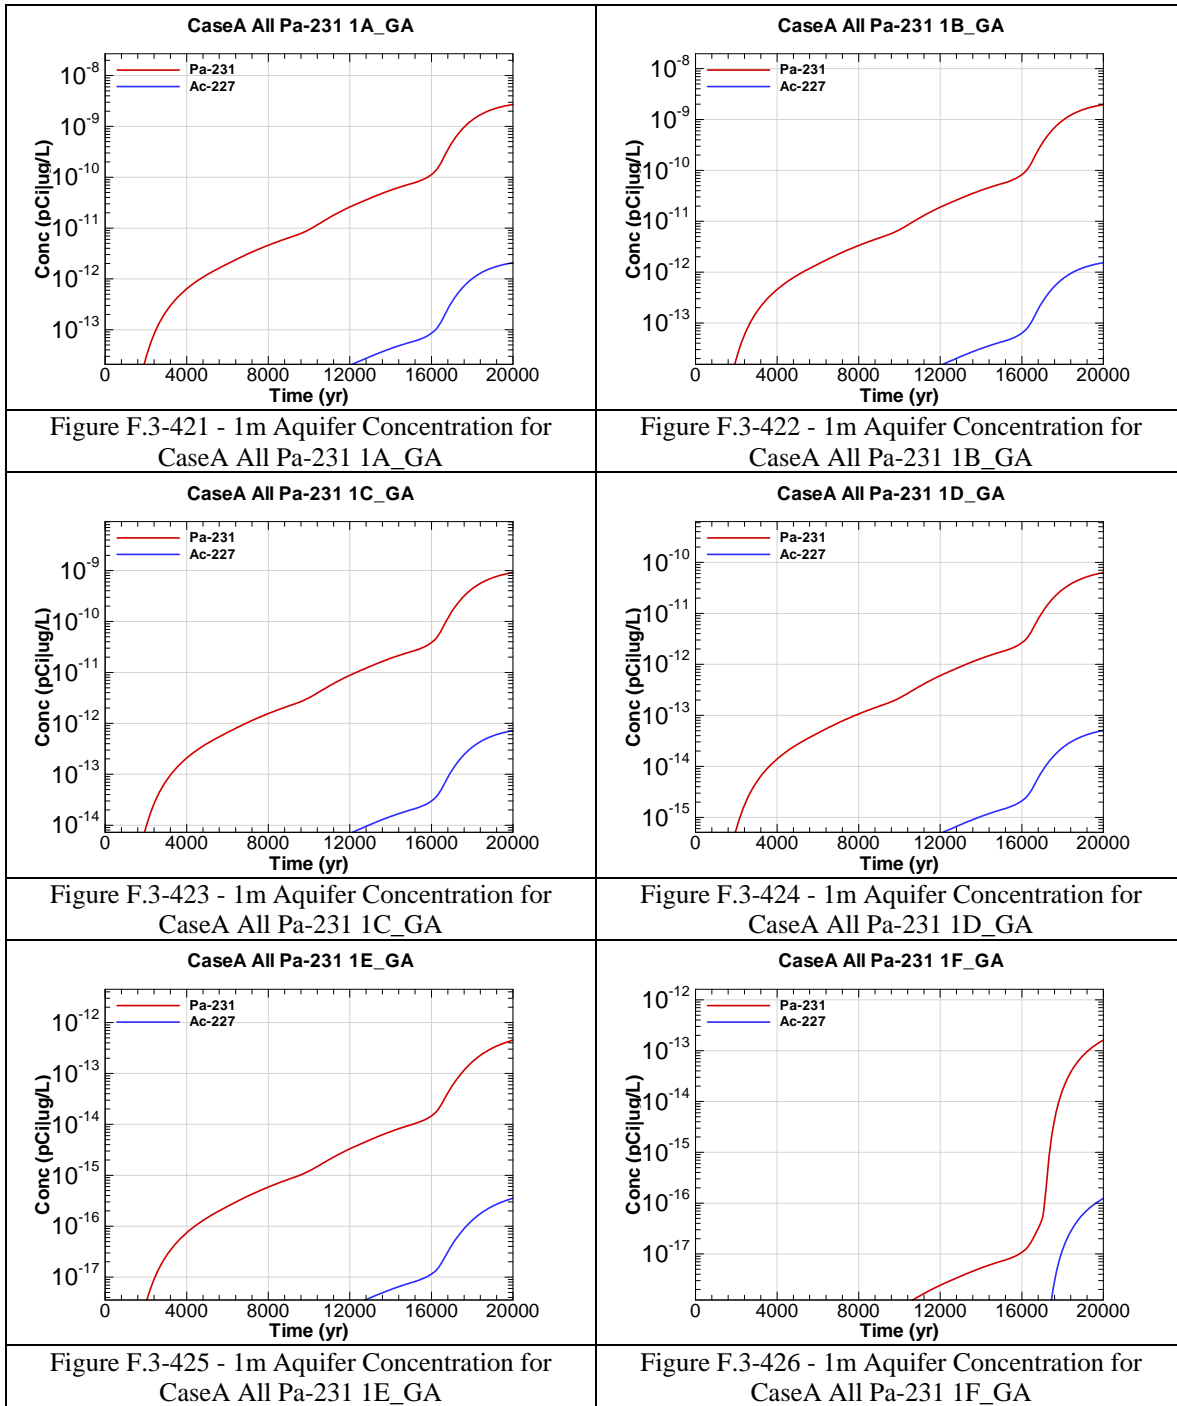 CaseA All Pa-231 1A_GA
Pa-231
Ac-227
Conc (pCi|ug/L)
10-8
10-9
10-10
10-11
10-12
10-13
0 4000 8000 12000 16000 20000
Time (yr)
Figure F.3-421 - 1m Aquifer Concentration for
CaseA All Pa-231 1A_GA
CaseA All Pa-231 1B_GA
Pa-231
Ac-227
Conc (pCi|ug/L)
10-8
10-9
10-10
10-11
10-12
10-13
0 4000 8000 12000 16000 20000
Time (yr)
Figure F.3-422 - 1m Aquifer Concentration for
CaseA All Pa-231 1B_GA
CaseA All Pa-231 1C_GA
Pa-231
Ac-227
Conc (pCi|ug/L)
10-9
10-10
10-11
10-12
10-13
10-14
0 4000 8000 12000 16000 20000
Time (yr)
Figure F.3-423 - 1m Aquifer Concentration for
CaseA All Pa-231 1C_GA
CaseA All Pa-231 1D_GA
Pa-231
Ac-227
Conc (pCi|ug/L)
10-10
10-11
10-12
10-13
10-14
10-15
0 4000 8000 12000 16000 20000
Time (yr)
Figure F.3-424 - 1m Aquifer Concentration for
CaseA All Pa-231 1D_GA
CaseA All Pa-231 1E_GA
Pa-231
Ac-227
Conc (pCi|ug/L)
10-12
10-13
10-14
10-15
10-16
10-17
0 4000 8000 12000 16000 20000
Time (yr)
Figure F.3-425 - 1m Aquifer Concentration for
CaseA All Pa-231 1E_GA
CaseA All Pa-231 1F_GA
Pa-231
Ac-227
Conc (pCi|ug/L)
10-12
10-13
10-14
10-15
10-16
10-17
0 4000 8000 12000 16000 20000
Time (yr)
Figure F.3-426 - 1m Aquifer Concentration for
CaseA All Pa-231 1F_GA